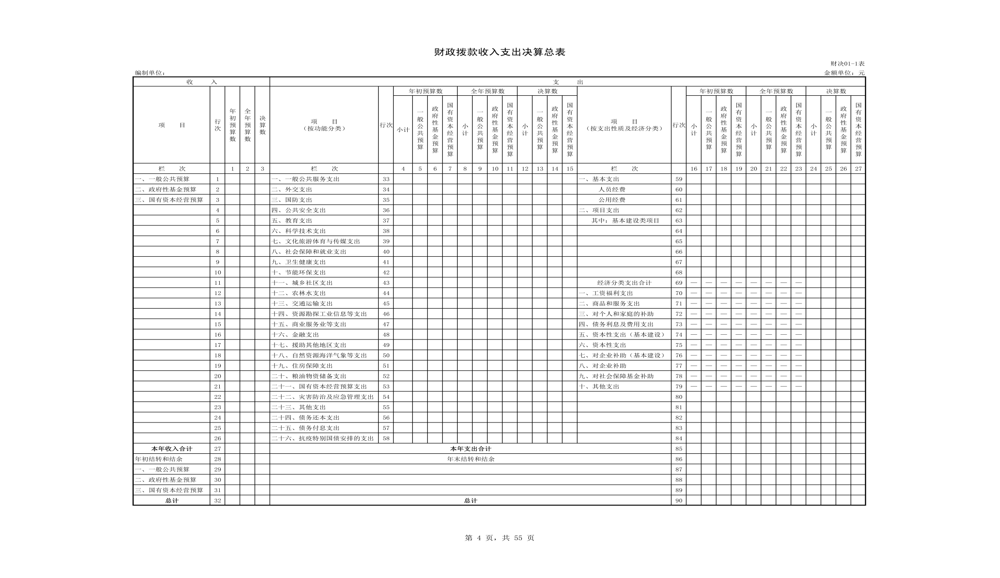 财政拨款收入支出决算总表
财决01-1表
编制单位： 金额单位：元
收 入 支 出
项 目 行次 年初预算数 全年预算数 决算数 项 目（按功能分类） 行次 年初预算数 全年预算数 决算数 项 目（按支出性质及经济分类） 行次 年初预算数 全年预算数 决算数
小计 一般公共预算 政府性基金预算 国有资本经营预算 小计 一般公共预算 政府性基金预算 国有资本经营预算 小计 一般公共预算 政府性基金预算 国有资本经营预算 小计 一般公共预算 政府性基金预算 国有资本经营预算 小计 一般公共预算 政府性基金预算 国有资本经营预算 小计 一般公共预算 政府性基金预算 国有资本经营预算
栏 次 1 2 3 栏 次 4 5 6 7 8 9 10 11 12 13 14 15 栏 次 16 17 18 19 20 21 22 23 24 25 26 27
一、一般公共预算 1 一、一般公共服务支出 33 一、基本支出 59
二、政府性基金预算 2 二、外交支出 34 人员经费 60
三、国有资本经营预算 3 三、国防支出 35 公用经费 61
4 四、公共安全支出 36 二、项目支出 62
5 五、教育支出 37 其中：基本建设类项目 63
6 六、科学技术支出 38 64
7 七、文化旅游体育与传媒支出 39 65
8 八、社会保障和就业支出 40 66
9 九、卫生健康支出 41 67
10 十、节能环保支出 42 68
11 十一、城乡社区支出 43 经济分类支出合计 69 — — — — — — — —
12 十二、农林水支出 44 一、工资福利支出 70 — — — — — — — —
13 十三、交通运输支出 45 二、商品和服务支出 71 — — — — — — — —
14 十四、资源勘探工业信息等支出 46 三、对个人和家庭的补助 72 — — — — — — — —
15 十五、商业服务业等支出 47 四、债务利息及费用支出 73 — — — — — — — —
16 十六、金融支出 48 五、资本性支出（基本建设） 74 — — — — — — — —
17 十七、援助其他地区支出 49 六、资本性支出 75 — — — — — — — —
18 十八、自然资源海洋气象等支出 50 七、对企业补助（基本建设） 76 — — — — — — — —
19 十九、住房保障支出 51 八、对企业补助 77 — — — — — — — —
20 二十、粮油物资储备支出 52 九、对社会保障基金补助 78 — — — — — — — —
21 二十一、国有资本经营预算支出 53 十、其他支出 79 — — — — — — — —
22 二十二、灾害防治及应急管理支出 54 80
23 二十三、其他支出 55 81
24 二十四、债务还本支出 56 82
25 二十五、债务付息支出 57 83
26 二十六、抗疫特别国债安排的支出 58 84
本年收入合计 27 本年支出合计 85
年初结转和结余 28 年末结转和结余 86
一、一般公共预算 29 87
二、政府性基金预算 30 88
三、国有资本经营预算 31 89
总计 32 总计 90
第 4 页，共 55 页